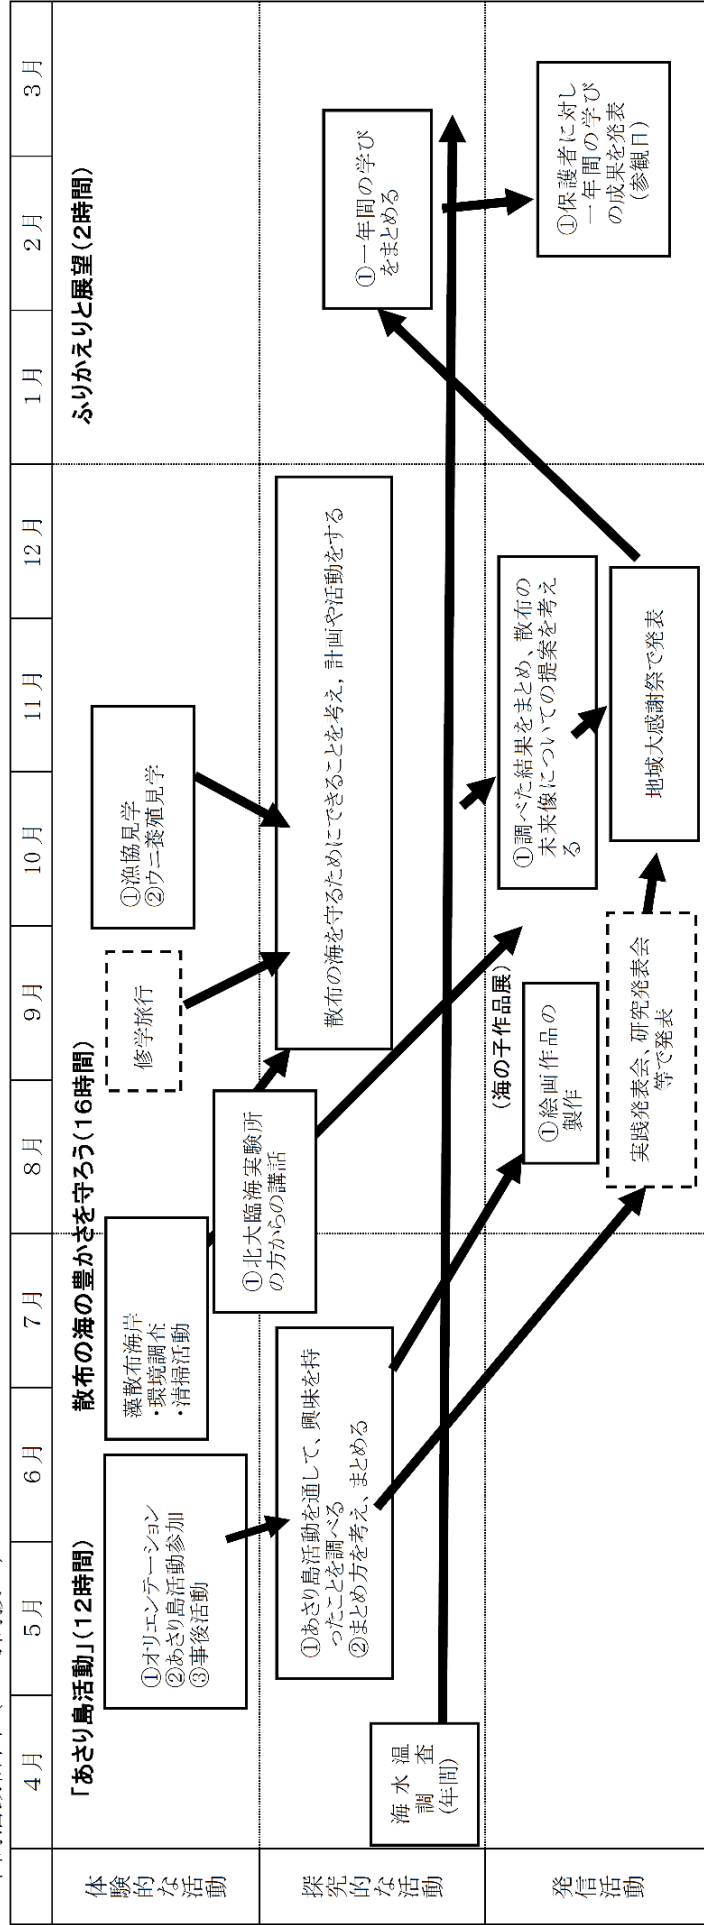 4月
5月
6月
7月
8月
9月
10月
11月
12月
1月
2月
3月
体験的な活動
「あさり島活動」(12時間)
散布の海の豊かさを守ろう(16時間)
ふりかえりと展望(2時間)
①オリエンテーション
②あさり島活動参加
③事後活動
藻散布海岸
・環境調査
・清掃活動
修学旅行
①漁協見学
②ウニ養殖見学
①北大臨海実験所
の方からの講話
探究的な活動
海水温
調査
(年間)
①あさり島活動を通して、興味を持
ったことを調べる
②まとめ方を考え、まとめる
散布の海を守るためにできることを考え，計画や活動をする
①一年間の学び
をまとめる
発信活動
(海の子作品展)
①絵画作品の
製作
実践発表会、研究発表会
等で発表
①調べた結果をまとめ、散布の
未来像についての提案を考え
る
地域大感謝祭で発表
①保護者に対し
一年間の学び
の成果を発表
(参観日)